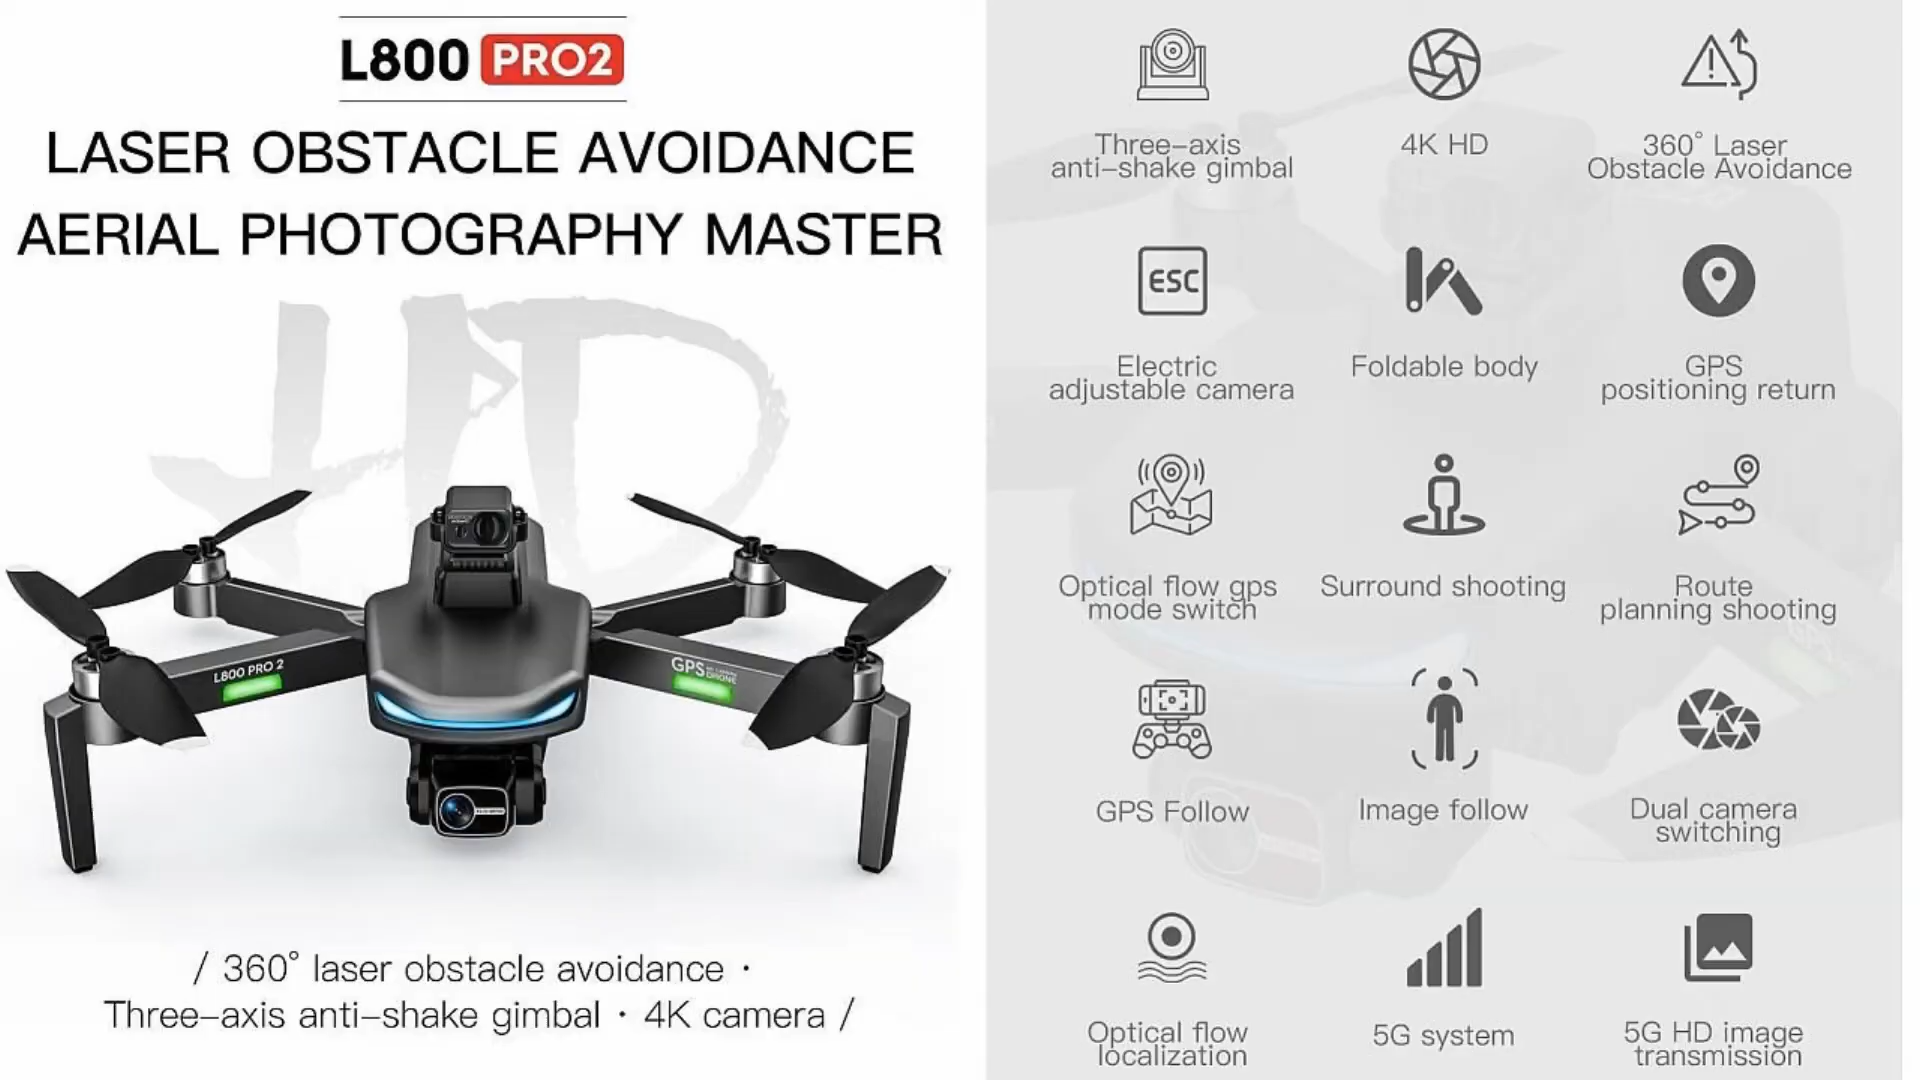 L800 PRO2
LASER OBSTACLE AVOIDANCE
AERIAL PHOTOGRAPHY MASTER
HD
L800 PRO 2
GPS
DRONE
/ 360° laser obstacle avoidance ·
Three-axis anti-shake gimbal · 4K camera /
Three-axis
anti-shake gimbal
4K HD
360° Laser
Obstacle Avoidance
ESC
Electric
adjustable camera
Foldable body
GPS
positioning return
Optical flow gps
mode switch
Surround shooting
Route
planning shooting
GPS Follow
Image follow
Dual camera
switching
Optical flow
localization
5G system
5G HD image
transmission